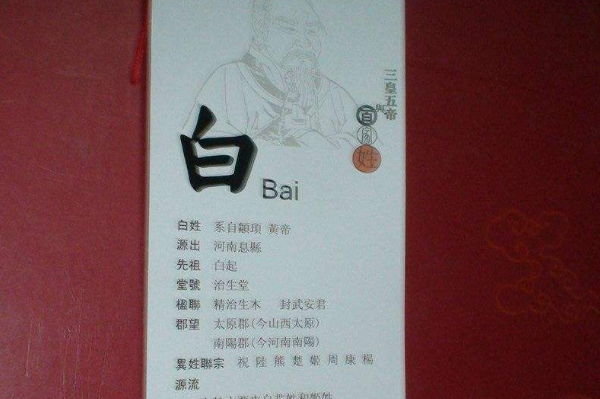 三皇五帝
與
百家姓
白
Bai
白姓 系自顓頊 黃帝
源出 河南息縣
先祖 白起
堂號 治生堂
楹聯 精治生木 封武安君
郡望 太原郡(今山西太原)
南陽郡(今河南南陽)
異姓聯宗 祝 陸 熊 楚 姬 周 康 楊
源流